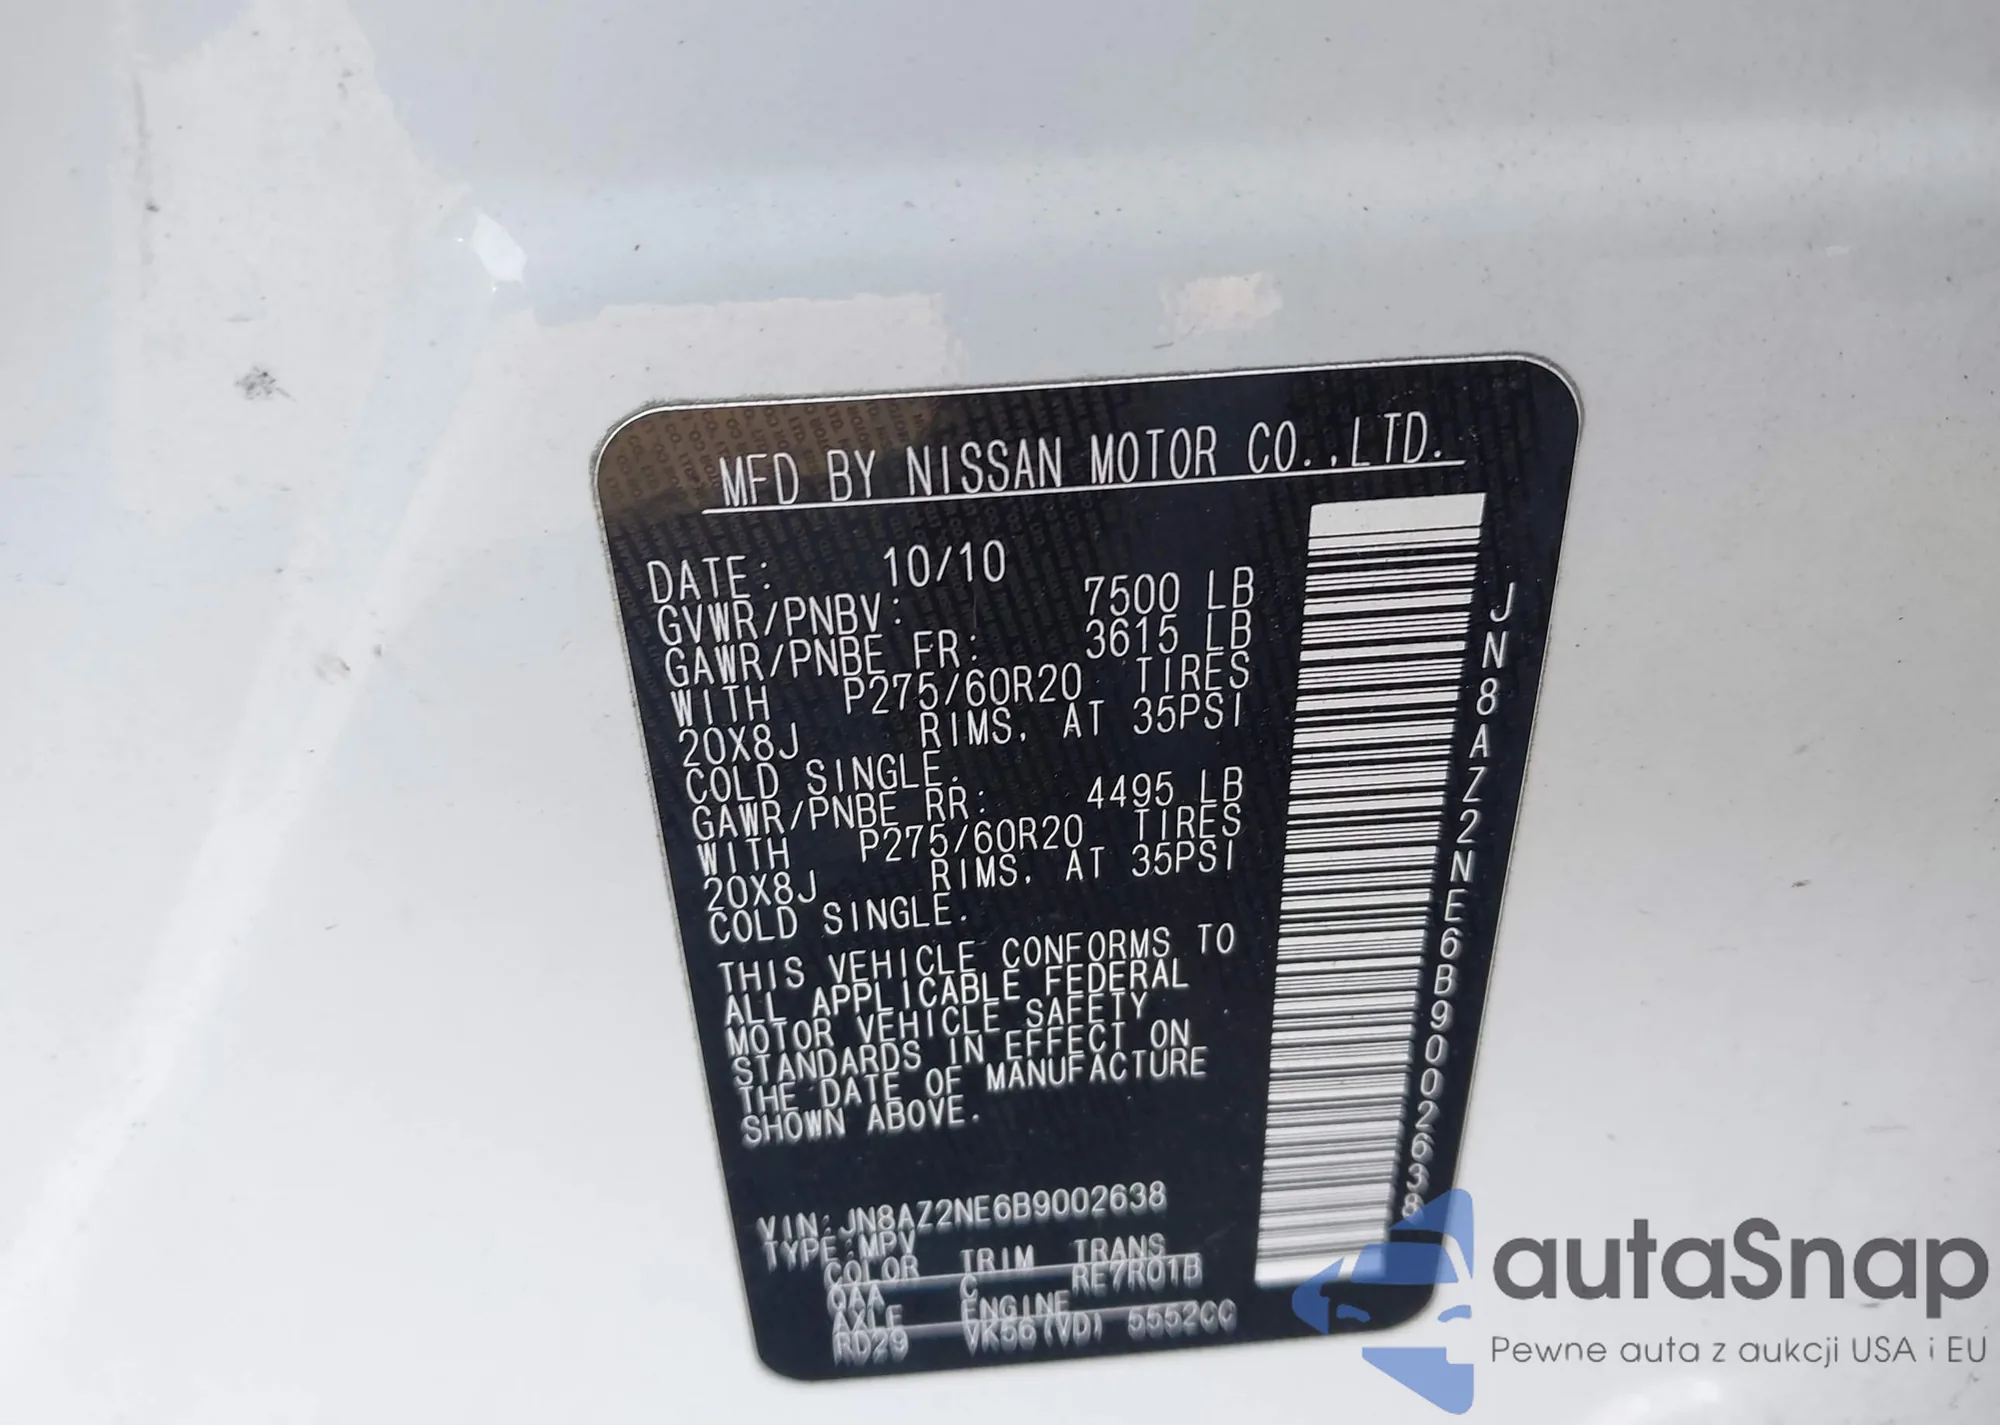 MFD BY NISSAN MOTOR CO.,LTD.
DATE: 10/10
GVWR/PNBV: 7500 LB
GAWR/PNBE FR: 3615 LB
WITH P275/60R20 TIRES
20X8J RIMS, AT 35PSI
COLD SINGLE.
GAWR/PNBE RR: 4495 LB
WITH P275/60R20 TIRES
20X8J RIMS, AT 35PSI
COLD SINGLE.
THIS VEHICLE CONFORMS TO
ALL APPLICABLE FEDERAL
MOTOR VEHICLE SAFETY
STANDARDS IN EFFECT ON
THE DATE OF MANUFACTURE
SHOWN ABOVE.
VIN:JN8AZ2NE6B9002638
TYPE:MPV
COLOR TRIM TRANS
QAA C RE7R01B
AXLE ENGINE
RD29 VK56(VD) 5552CC
JN8AZ2NE6B9002638
autaSnap
Pewne auta z aukcji USA i EU